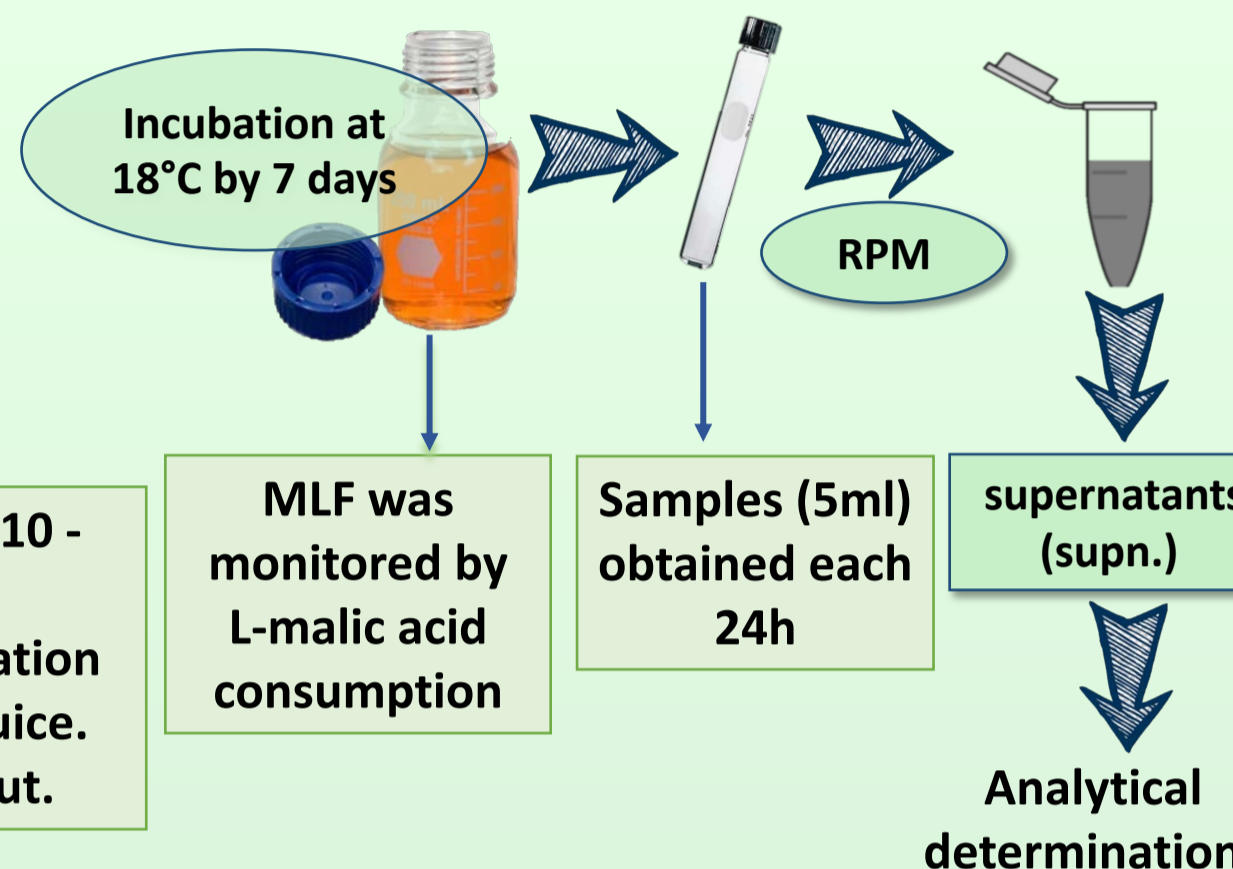 Incubation at
18°C by 7 days
RPM
10 -
uice.
ut.
MLF was
monitored by
L-malic acid
consumption
Samples (5ml)
obtained each
24h
supernatants
(supn.)
Analytical
determination